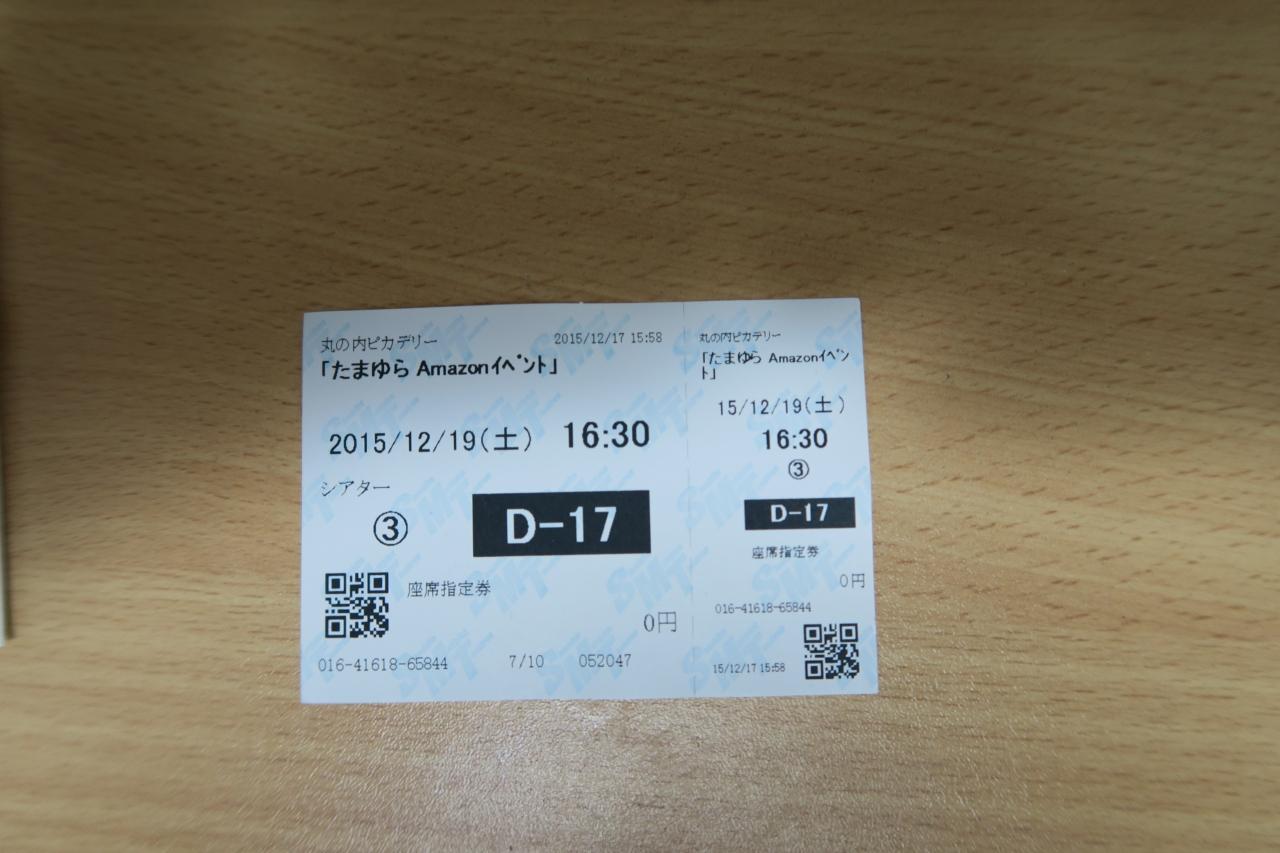 丸の内ピカデリー 2015/12/17 15:58
「たまゆら Amazonｲﾍﾞﾝﾄ」
2015/12/19(土) 16:30
シアター
③ D-17
座席指定券
0円
016-41618-65844 7/10 052047
丸の内ピカデリー
「たまゆら Amazonｲﾍﾞﾝ
ﾄ」
15/12/19(土)
16:30
③
D-17
座席指定券
0円
016-41618-65844
15/12/17 15:58
SMT